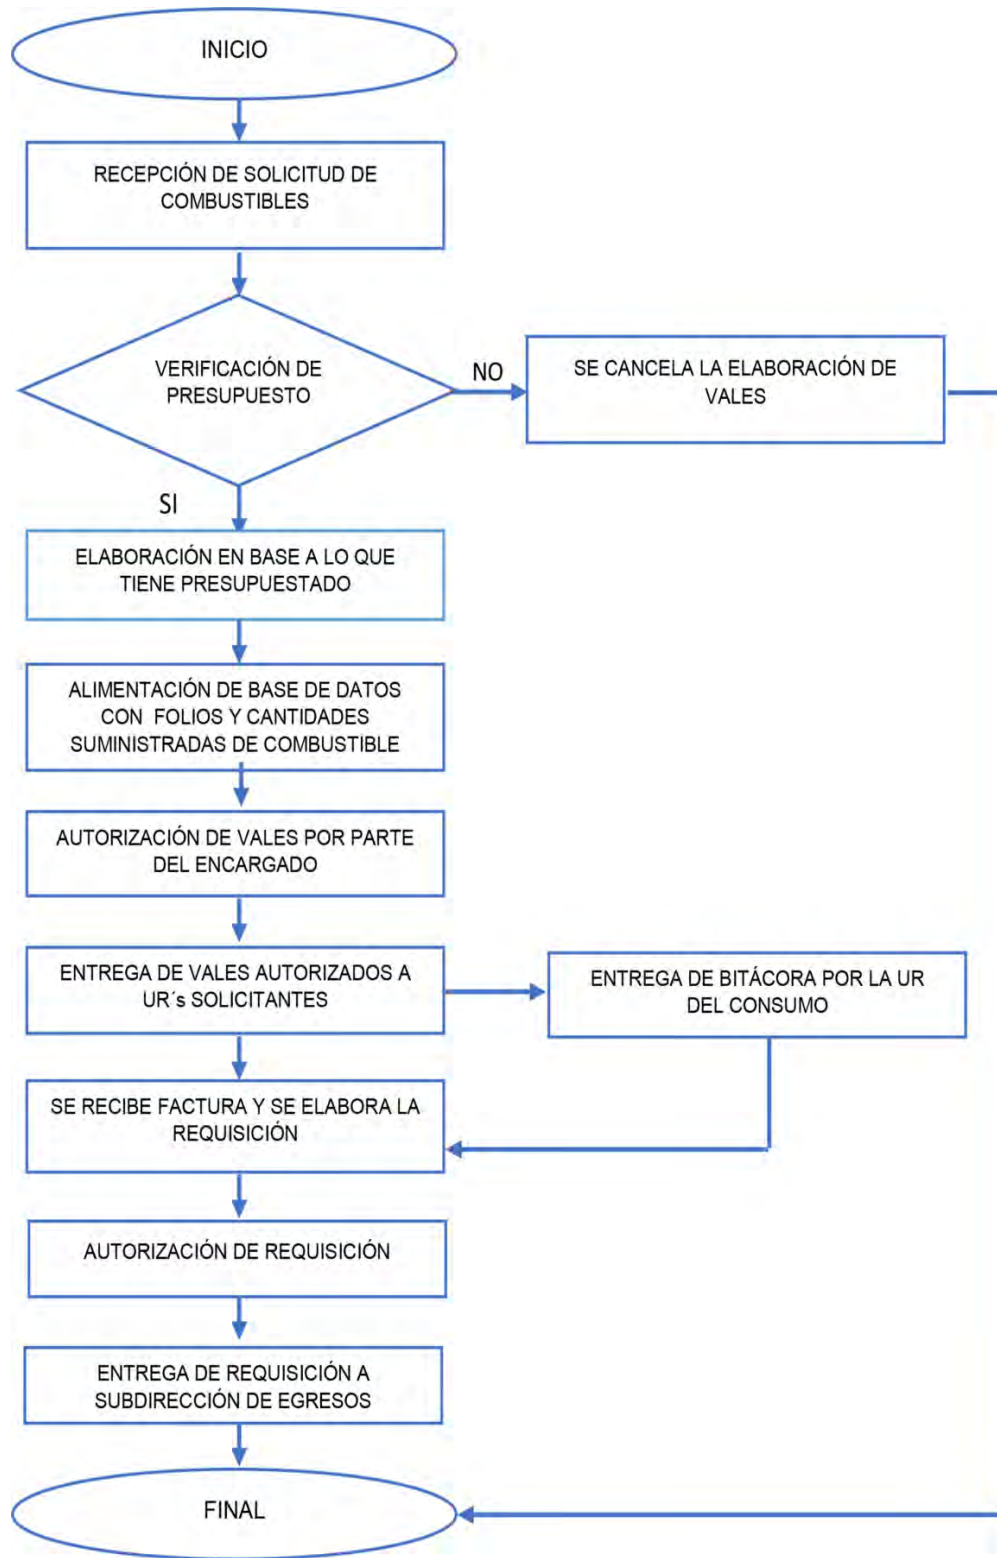 INICIO
RECEPCIÓN DE SOLICITUD DE
COMBUSTIBLES
VERIFICACIÓN DE
PRESUPUESTO
NO
SE CANCELA LA ELABORACIÓN DE
VALES
SI
ELABORACIÓN EN BASE A LO QUE
TIENE PRESUPUESTADO
ALIMENTACIÓN DE BASE DE DATOS
CON FOLIOS Y CANTIDADES
SUMINISTRADAS DE COMBUSTIBLE
AUTORIZACIÓN DE VALES POR PARTE
DEL ENCARGADO
ENTREGA DE VALES AUTORIZADOS A
UR´s SOLICITANTES
ENTREGA DE BITÁCORA POR LA UR
DEL CONSUMO
SE RECIBE FACTURA Y SE ELABORA LA
REQUISICIÓN
AUTORIZACIÓN DE REQUISICIÓN
ENTREGA DE REQUISICIÓN A
SUBDIRECCIÓN DE EGRESOS
FINAL